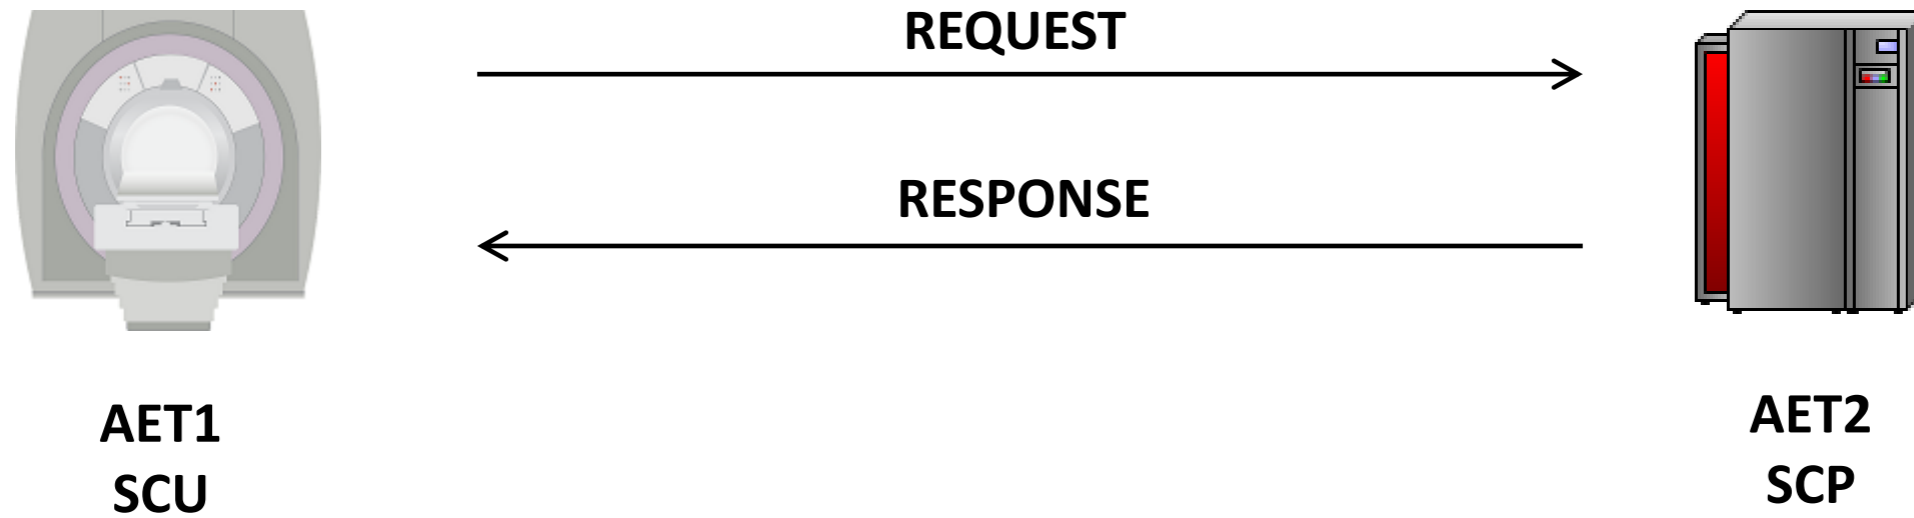 REQUEST
RESPONSE
AET1
SCU
AET2
SCP